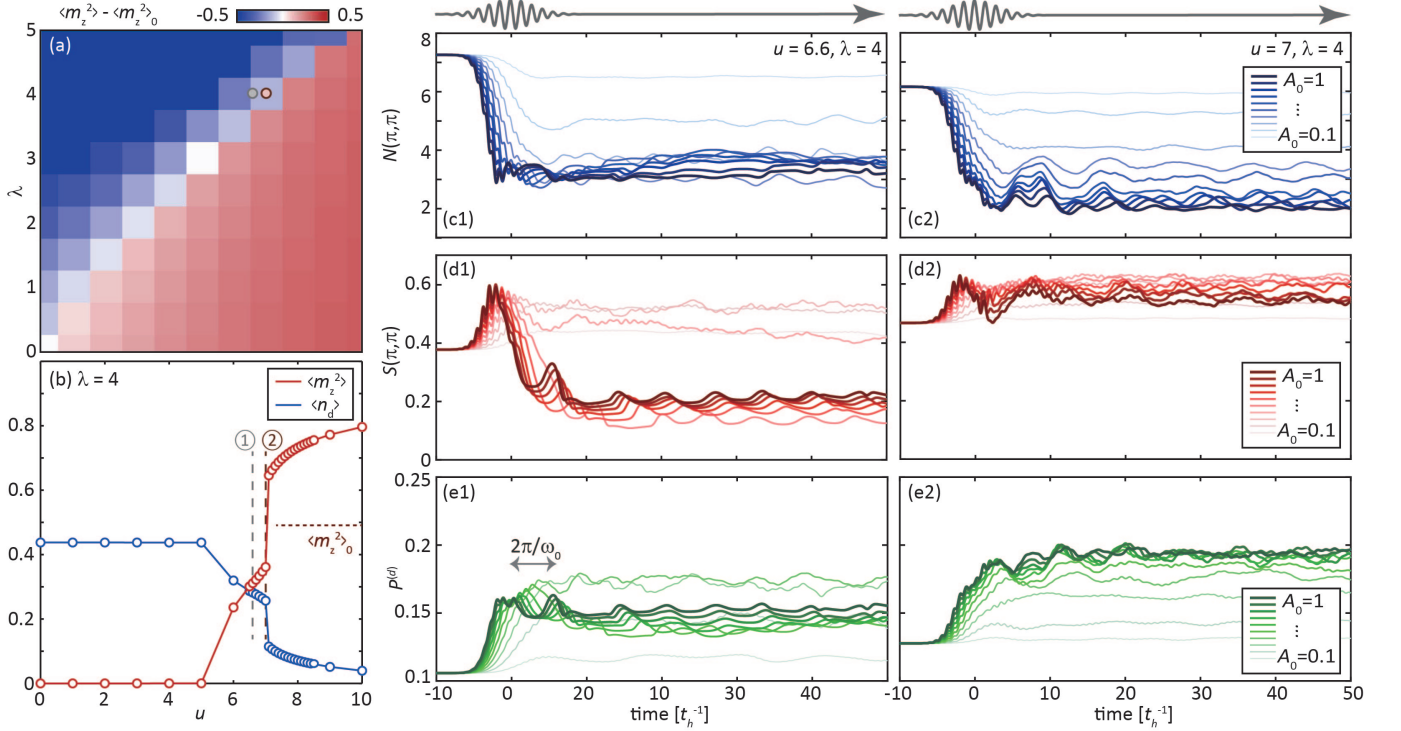 ⟨m_z²⟩ - ⟨m_z²⟩₀ -0.5 0.5
(a)
5
4
3
2
1
0
λ
(b) λ = 4
⟨m_z²⟩
⟨n_d⟩
① ②
⟨m_z²⟩₀
0.8
0.6
0.4
0.2
0
0 2 4 6 8 10
u
u = 6.6, λ = 4
8
6
4
2
N(π,π)
(c1)
u = 7, λ = 4
A₀=1
⋮
A₀=0.1
(c2)
(d1)
0.6
0.4
0.2
0
S(π,π)
(d2)
A₀=1
⋮
A₀=0.1
(e1)
0.25
0.2
0.15
0.1
p⁽ᵈ⁾
2π/ω₀
(e2)
A₀=1
⋮
A₀=0.1
-10 0 20 10 30 40 -10 0 10 20 30 40 50
time [t_h⁻¹]
time [t_h⁻¹]